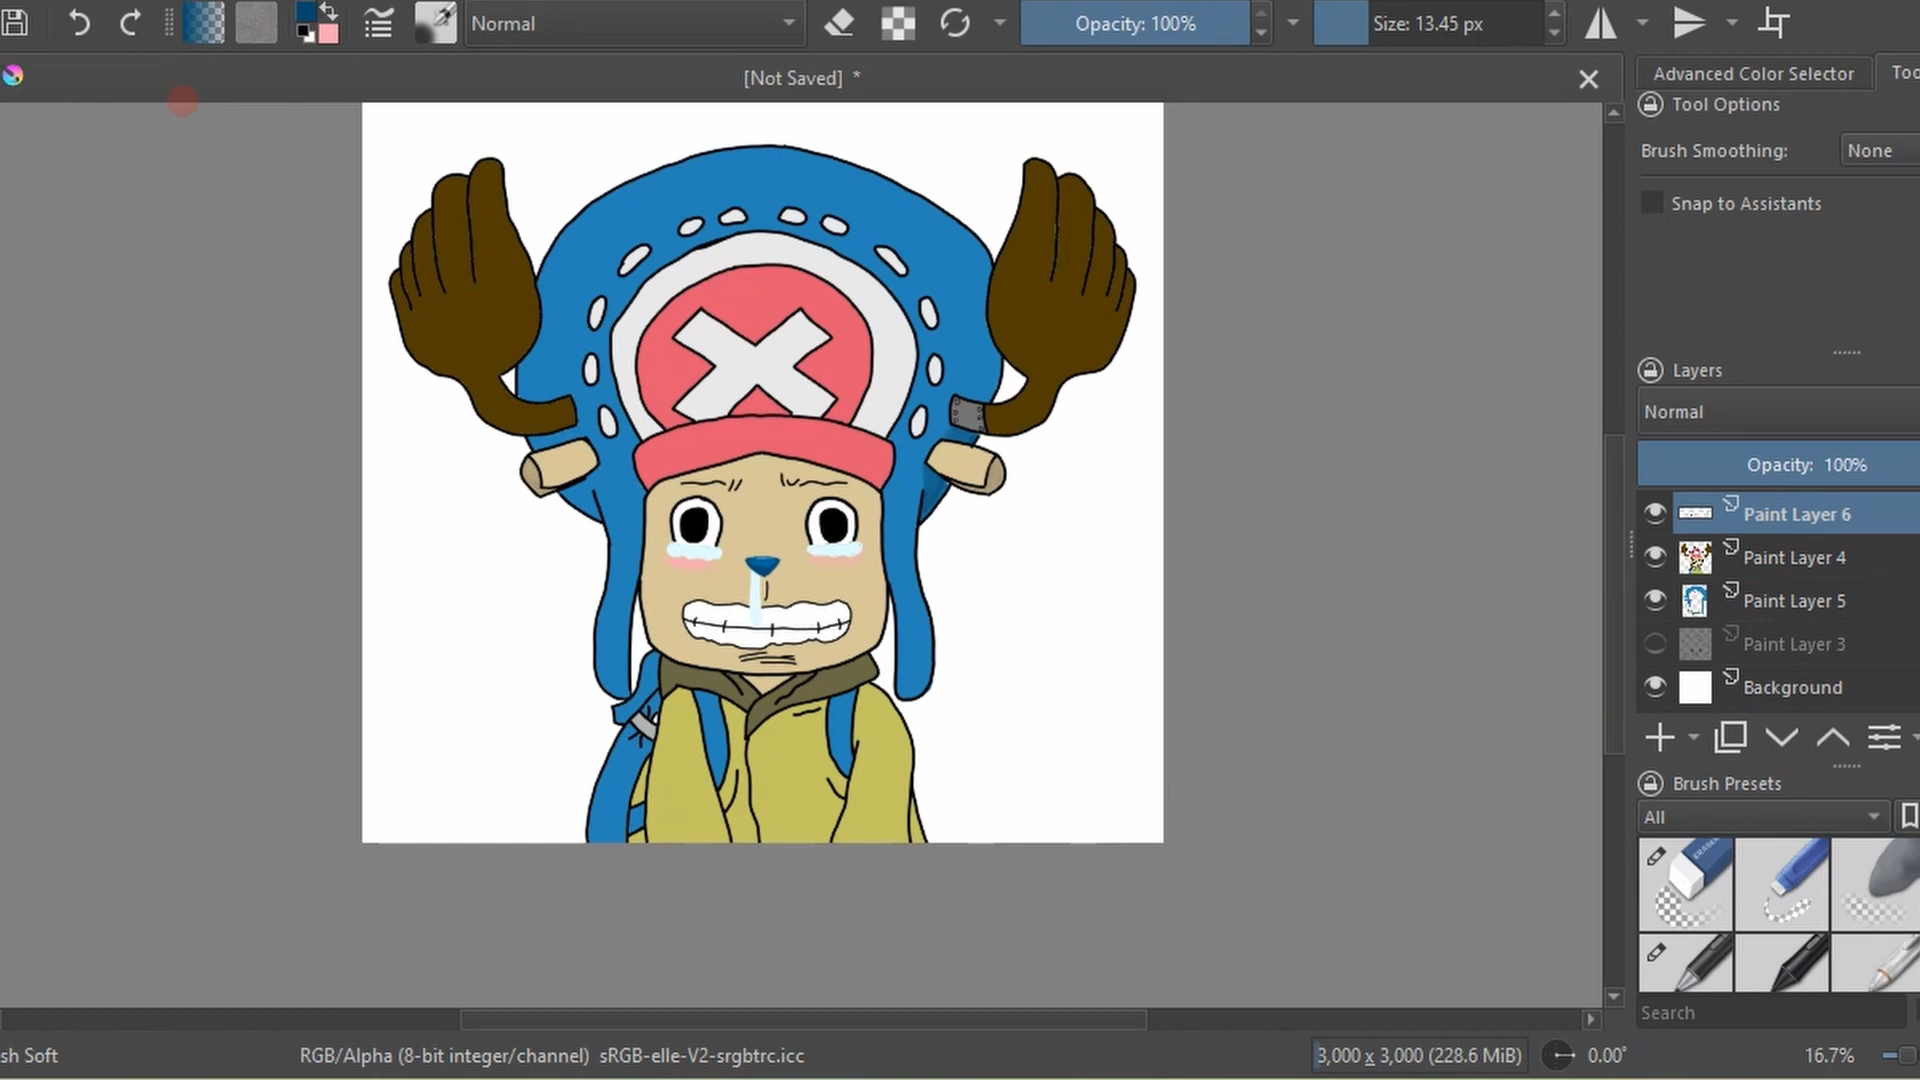 Normal
Opacity: 100%
Size: 13.45 px
[Not Saved] *
Advanced Color Selector
Too
Tool Options
Brush Smoothing:
None
Snap to Assistants
Layers
Normal
Opacity: 100%
Paint Layer 6
Paint Layer 4
Paint Layer 5
Paint Layer 3
Background
Brush Presets
All
Search
sh Soft
RGB/Alpha (8-bit integer/channel) sRGB-elle-V2-srgbtrc.icc
3,000 x 3,000 (228.6 MiB)
0.00°
16.7%